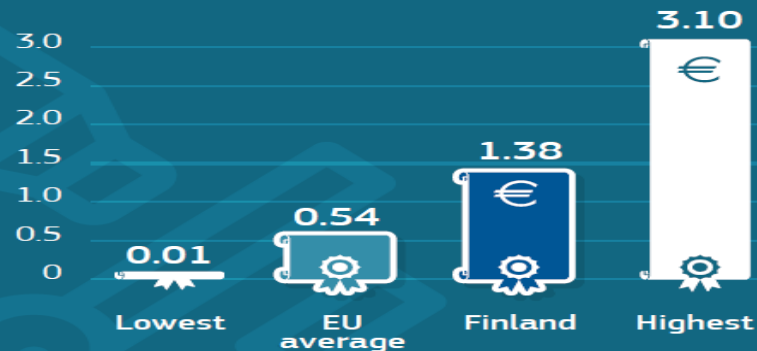 3.10
3.0
€
2.5
2.0
1.38
1.5
€
1.0
0.54
0.5
0.01
0
Lowest
EU
average
Finland
Highest